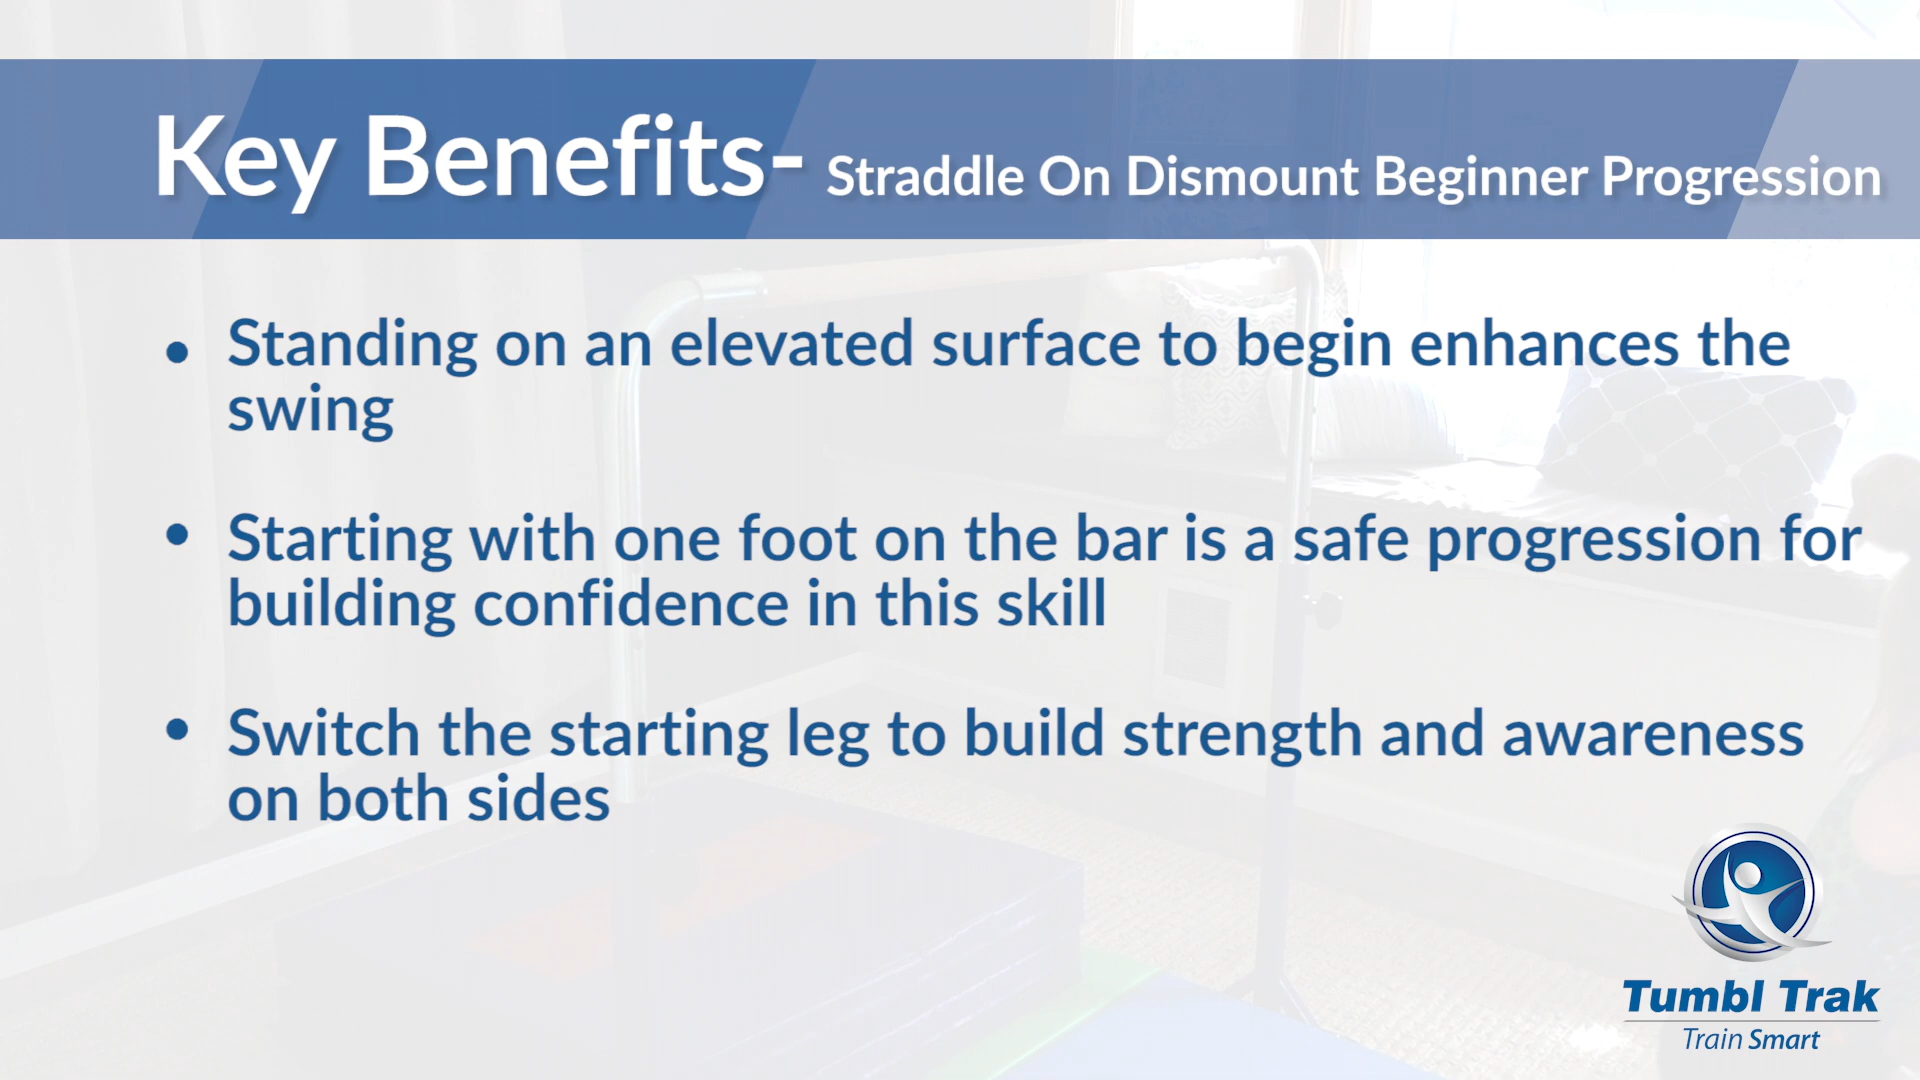 Key Benefits- Straddle On Dismount Beginner Progression
• Standing on an elevated surface to begin enhances the
swing
• Starting with one foot on the bar is a safe progression for
building confidence in this skill
• Switch the starting leg to build strength and awareness
on both sides
Tumbl Trak
Train Smart